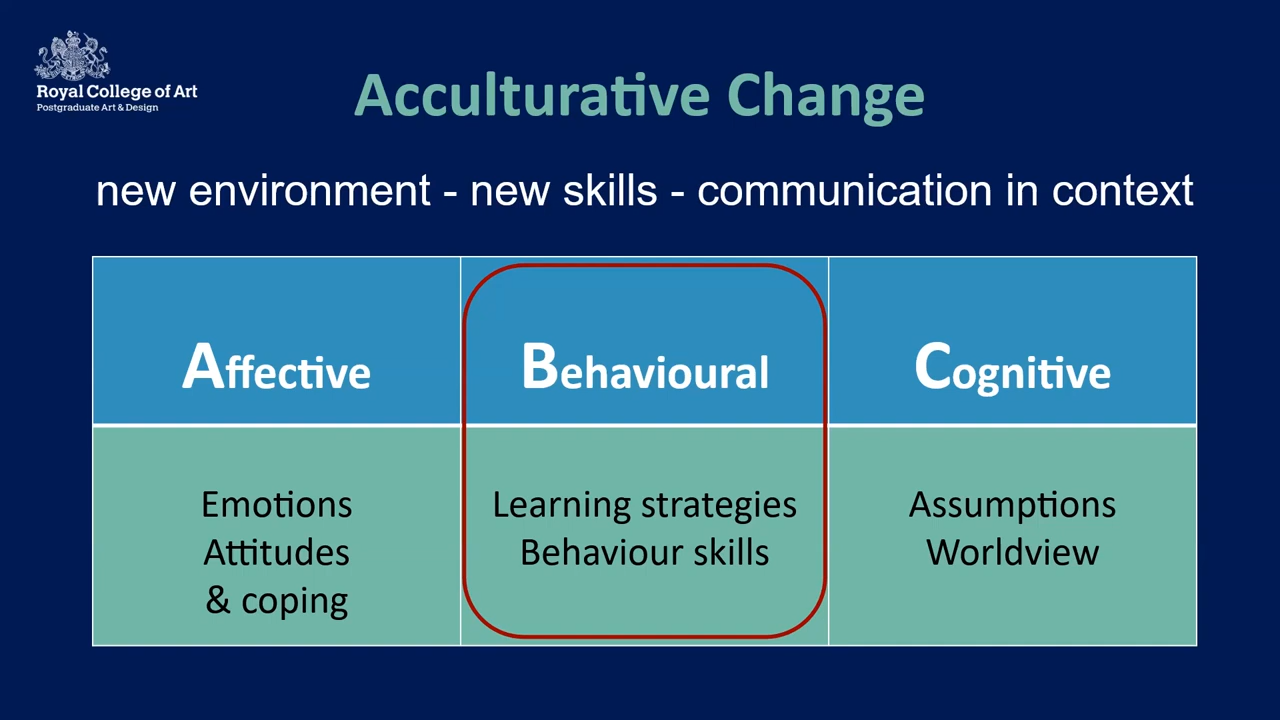 Royal College of Art
Postgraduate Art & Design
Acculturative Change
new environment - new skills - communication in context
Affective
Behavioural
Cognitive
Emotions
Attitudes
& coping
Learning strategies
Behaviour skills
Assumptions
Worldview